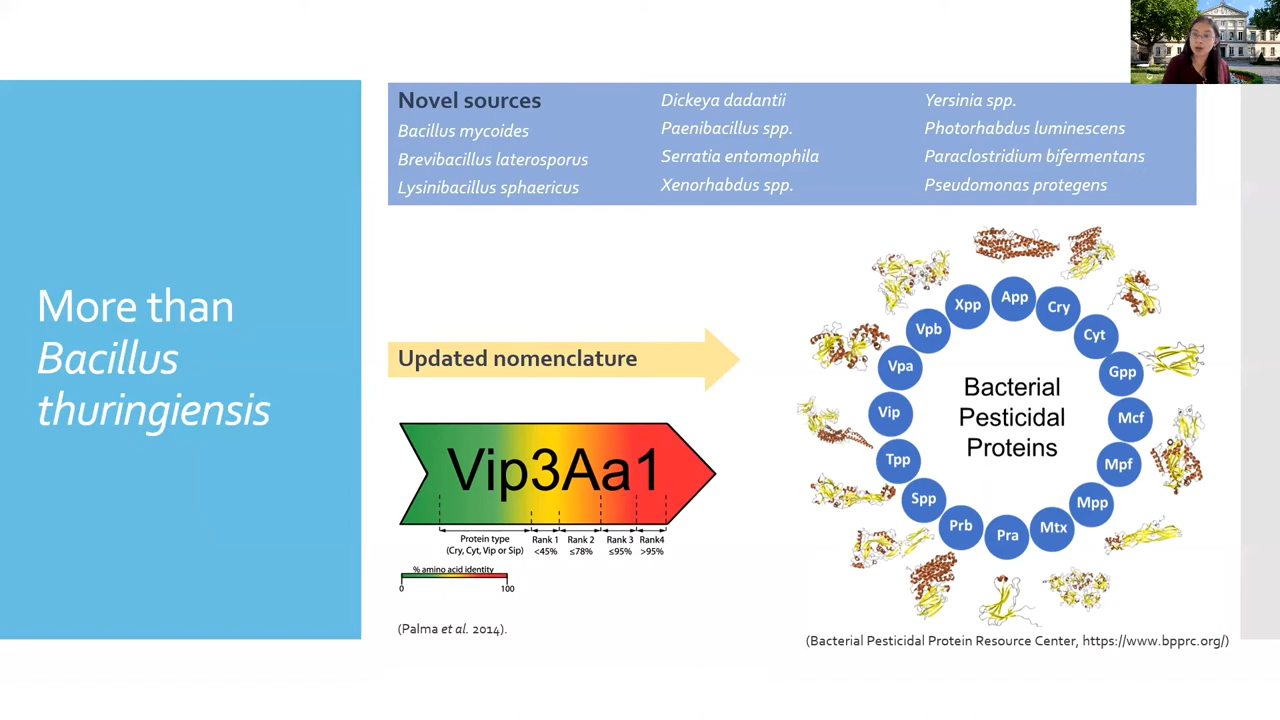 More than
Bacillus
thuringiensis
Novel sources
Bacillus mycoides
Brevibacillus laterosporus
Lysinibacillus sphaericus
Dickeya dadantii
Paenibacillus spp.
Serratia entomophila
Xenorhabdus spp.
Yersinia spp.
Photorhabdus luminescens
Paraclostridium bifermentans
Pseudomonas protegens
Updated nomenclature
Vip3Aa1
Protein type
(Cry, Cyt, Vip or Sip)
Rank 1
<45%
Rank 2
≤78%
Rank 3
≤95%
Rank4
>95%
% amino acid identity
0
100
(Palma et al. 2014).
App
Cry
Cyt
Gpp
Mcf
Mpf
Mpp
Mtx
Pra
Prb
Spp
Tpp
Vip
Vpa
Vpb
Xpp
Bacterial
Pesticidal
Proteins
(Bacterial Pesticidal Protein Resource Center, https://www.bpprc.org/)